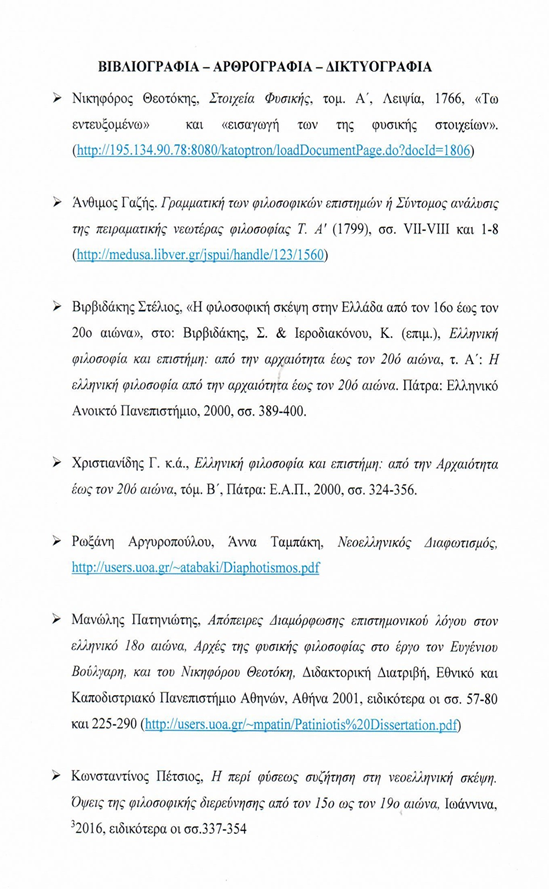 ΒΙΒΛΙΟΓΡΑΦΙΑ – ΑΡΘΡΟΓΡΑΦΙΑ – ΔΙΚΤΥΟΓΡΑΦΙΑ
➢ Νικηφόρος Θεοτόκης, Στοιχεία Φυσικής, τομ. Α΄, Λειψία, 1766, «Τω
εντευξομένω» και «εισαγωγή των της φυσικής στοιχείων».
(http://195.134.90.78:8080/katoptron/loadDocumentPage.do?docId=1806)
➢ Άνθιμος Γαζής. Γραμματική των φιλοσοφικών επιστημών ή Σύντομος ανάλυσις
της πειραματικής νεωτέρας φιλοσοφίας Τ. Α' (1799), σσ. VII-VIII και 1-8
(http://medusa.libver.gr/jspui/handle/123/1560)
➢ Βιρβιδάκης Στέλιος, «Η φιλοσοφική σκέψη στην Ελλάδα από τον 16ο έως τον
20ο αιώνα», στο: Βιρβιδάκης, Σ. & Ιεροδιακόνου, Κ. (επιμ.), Ελληνική
φιλοσοφία και επιστήμη: από την αρχαιότητα έως τον 20ό αιώνα, τ. Α΄: Η
ελληνική φιλοσοφία από την αρχαιότητα έως τον 20ό αιώνα. Πάτρα: Ελληνικό
Ανοικτό Πανεπιστήμιο, 2000, σσ. 389-400.
➢ Χριστιανίδης Γ. κ.ά., Ελληνική φιλοσοφία και επιστήμη: από την Αρχαιότητα
έως τον 20ό αιώνα, τόμ. Β΄, Πάτρα: Ε.Α.Π., 2000, σσ. 324-356.
➢ Ρωξάνη Αργυροπούλου, Άννα Ταμπάκη, Νεοελληνικός Διαφωτισμός,
http://users.uoa.gr/~atabaki/Diaphotismos.pdf
➢ Μανώλης Πατηνιώτης, Απόπειρες Διαμόρφωσης επιστημονικού λόγου στον
ελληνικό 18ο αιώνα, Αρχές της φυσικής φιλοσοφίας στο έργο τον Ευγένιου
Βούλγαρη, και του Νικηφόρου Θεοτόκη, Διδακτορική Διατριβή, Εθνικό και
Καποδιστριακό Πανεπιστήμιο Αθηνών, Αθήνα 2001, ειδικότερα οι σσ. 57-80
και 225-290 (http://users.uoa.gr/~mpatin/Patiniotis%20Dissertation.pdf)
➢ Κωνσταντίνος Πέτσιος, Η περί φύσεως συζήτηση στη νεοελληνική σκέψη.
Όψεις της φιλοσοφικής διερεύνησης από τον 15ο ως τον 19ο αιώνα, Ιωάννινα,
³2016, ειδικότερα οι σσ.337-354